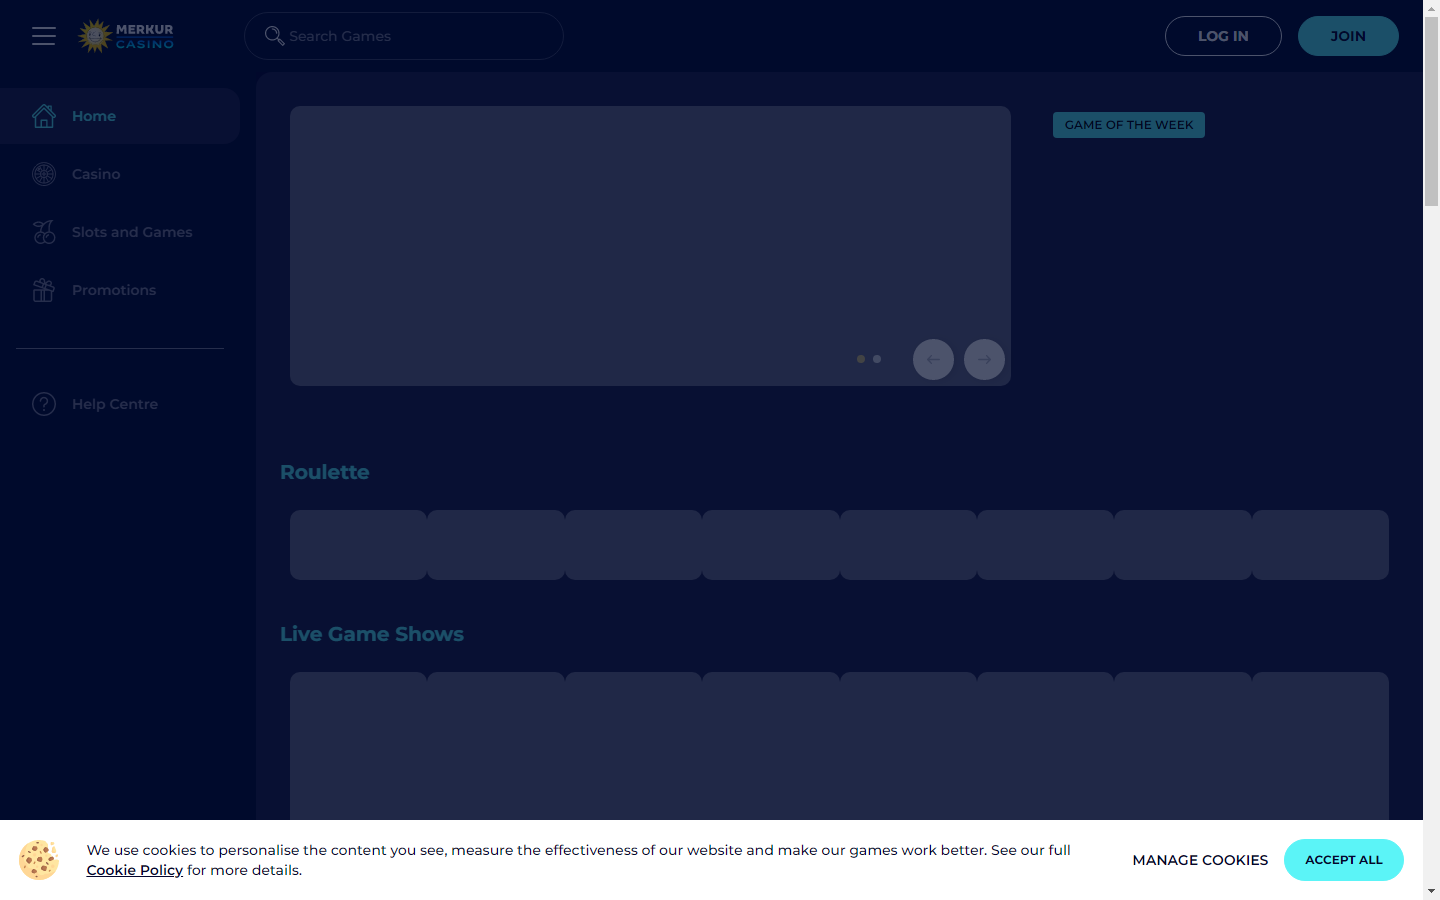 MERKUR
CASINO
Search Games
LOG IN
JOIN
Home
Casino
Slots and Games
Promotions
Help Centre
GAME OF THE WEEK
Roulette
Live Game Shows
We use cookies to personalise the content you see, measure the effectiveness of our website and make our games work better. See our full
Cookie Policy for more details.
MANAGE COOKIES
ACCEPT ALL